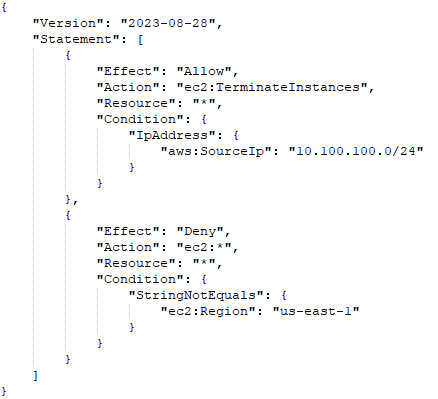 {
    "Version": "2023-08-28",
    "Statement": [
        {
            "Effect": "Allow",
            "Action": "ec2:TerminateInstances",
            "Resource": "*",
            "Condition": {
                "IpAddress": {
                    "aws:SourceIp": "10.100.100.0/24"
                }
            }
        },
        {
            "Effect": "Deny",
            "Action": "ec2:*",
            "Resource": "*",
            "Condition": {
                "StringNotEquals": {
                    "ec2:Region": "us-east-1"
                }
            }
        }
    ]
}